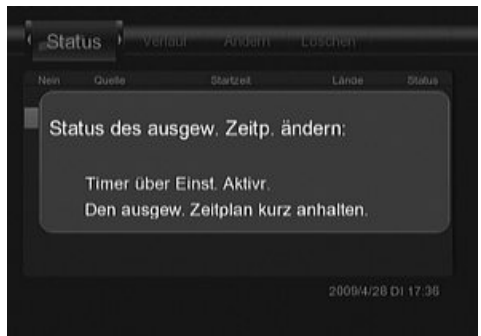 Status Verlauf Ändern Löschen
Nein Quelle Startzeit Lände Status
Status des ausgew. Zeitp. ändern:
Timer über Einst. Aktivr.
Den ausgew. Zeitplan kurz anhalten.
2009/4/28 DI 17:36